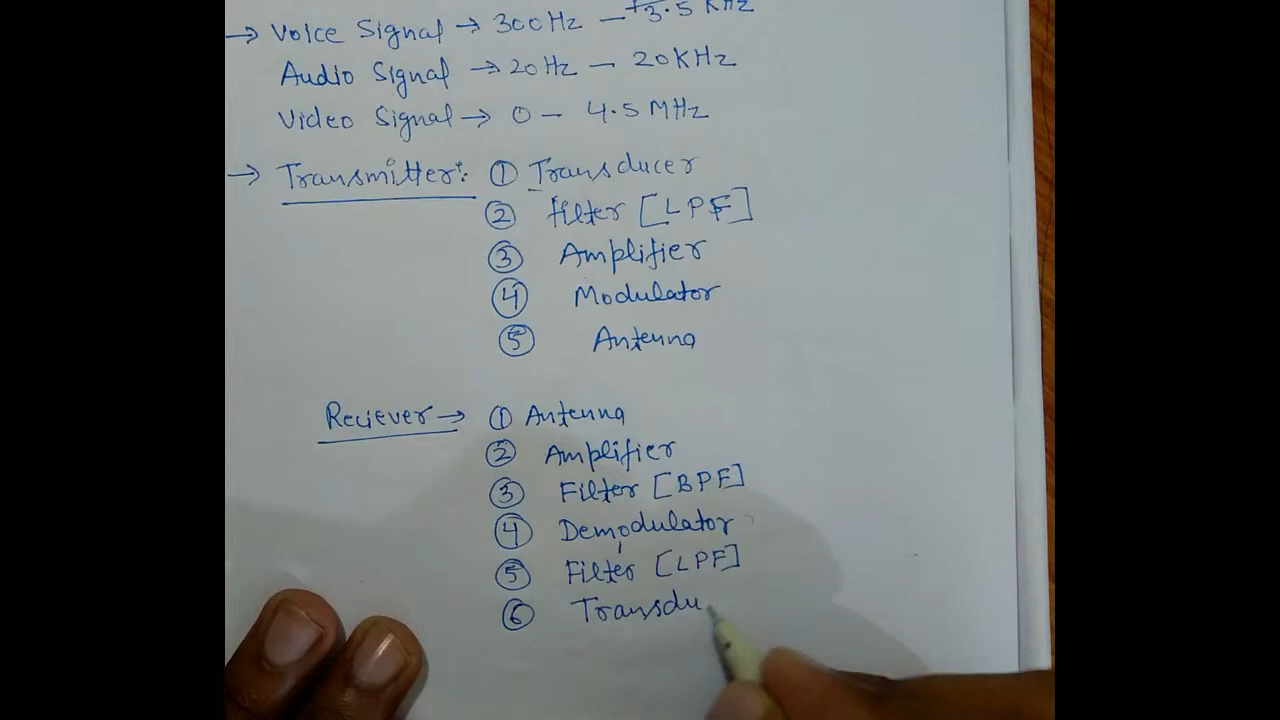 → Voice Signal → 300Hz – 3.5 KHz
Audio Signal → 20Hz – 20KHz
Video Signal → 0 – 4.5 MHz
→ Transmitter: ① Transducer
② Filter [LPF]
③ Amplifier
④ Modulator
⑤ Antenna
Reciever → ① Antenna
② Amplifier
③ Filter [BPF]
④ Demodulator
⑤ Filter [LPF]
⑥ Transdu